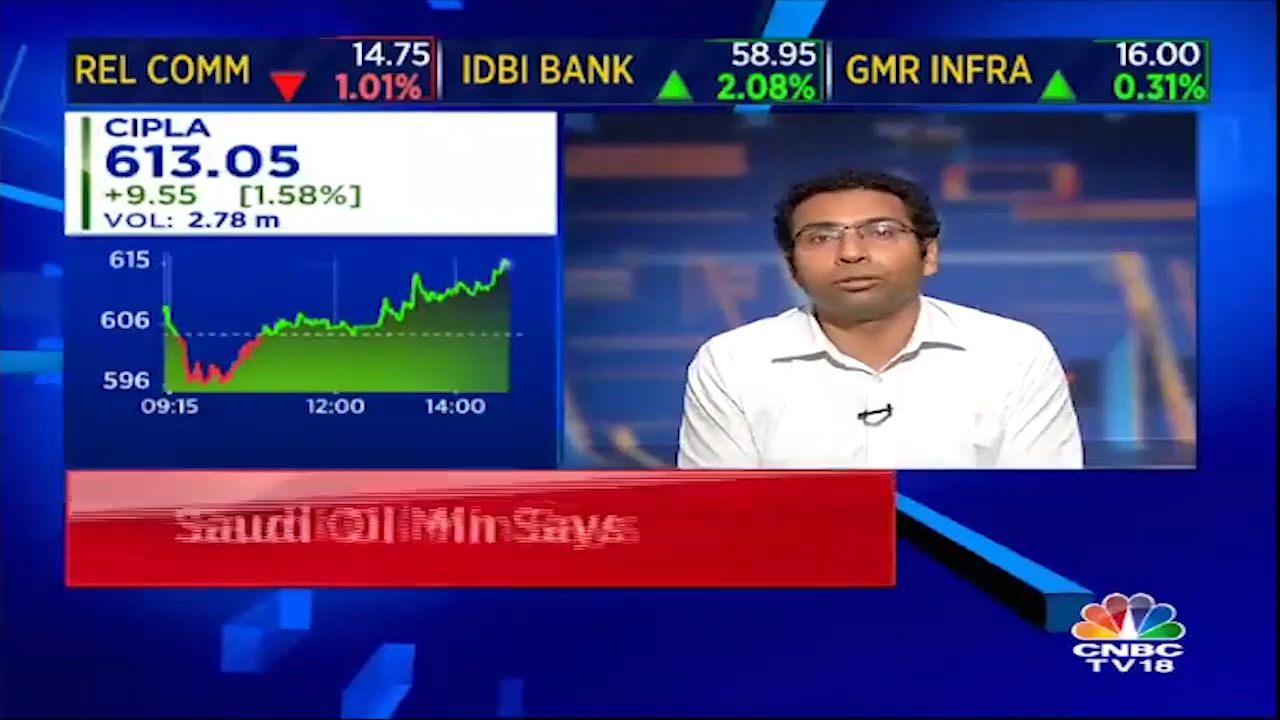 REL COMM 14.75 1.01%
IDBI BANK 58.95 2.08%
GMR INFRA 16.00 0.31%
CIPLA
613.05
+9.55 [1.58%]
VOL: 2.78 m
615
606
596
09:15 12:00 14:00
Saudi Oil Min Says
CNBC
TV18